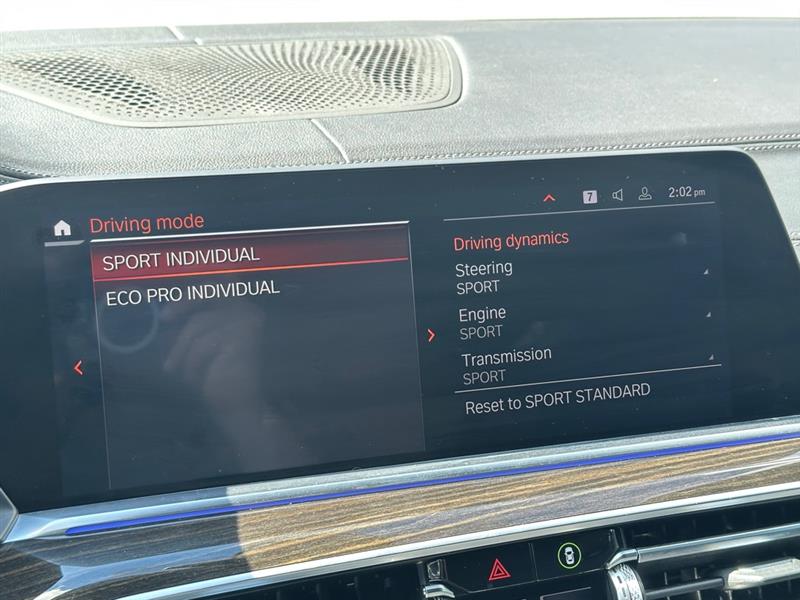 7
2:02 pm
Driving mode
SPORT INDIVIDUAL
ECO PRO INDIVIDUAL
Driving dynamics
Steering
SPORT
Engine
SPORT
Transmission
SPORT
Reset to SPORT STANDARD